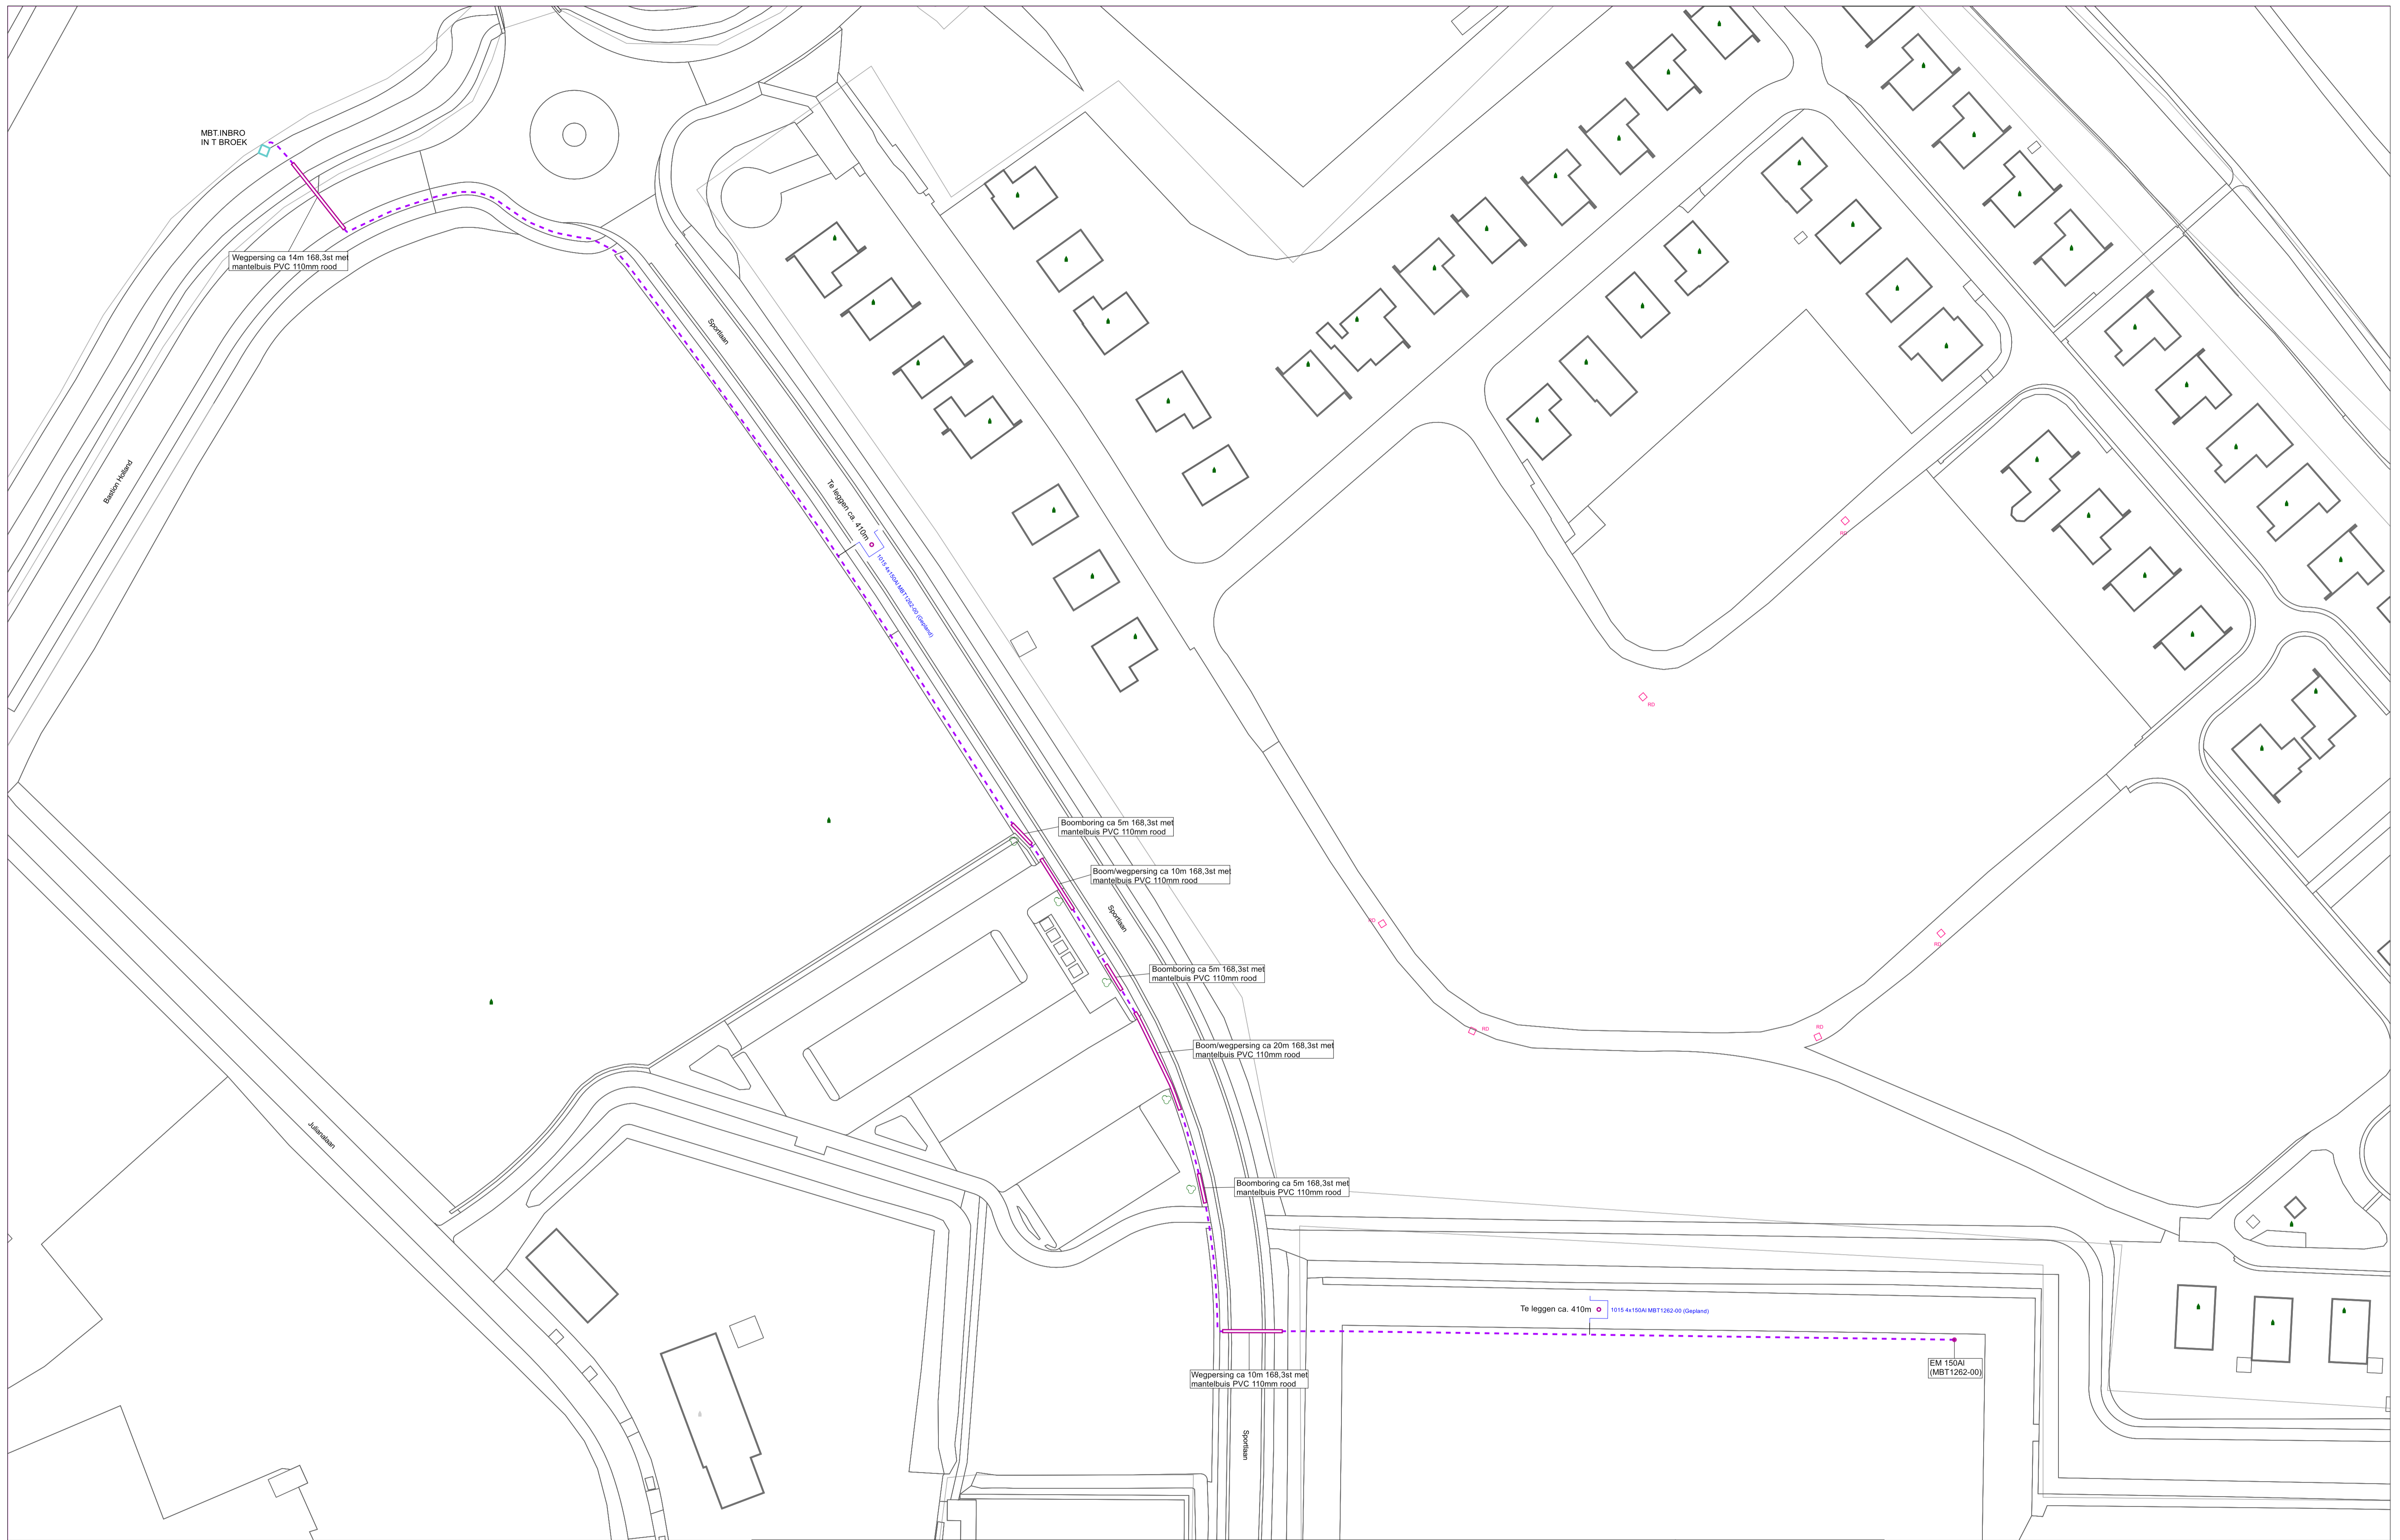 MBT.INBRO
IN T BROEK
Wegpersing ca 14m 168,3st met
mantelbuis PVC 110mm rood
Sportlaan
Bastion Holland
Te leggen ca. 410m
1015 4x150Al MBT1262-00 (Gepland)
RD
RD
Boomboring ca 5m 168,3st met
mantelbuis PVC 110mm rood
Boom/wegpersing ca 10m 168,3st met
mantelbuis PVC 110mm rood
Sportlaan
RD
RD
Boomboring ca 5m 168,3st met
mantelbuis PVC 110mm rood
RD
RD
Boom/wegpersing ca 20m 168,3st met
mantelbuis PVC 110mm rood
Julianalaan
Boomboring ca 5m 168,3st met
mantelbuis PVC 110mm rood
Te leggen ca. 410m
1015 4x150Al MBT1262-00 (Gepland)
EM 150Al
(MBT1262-00)
Wegpersing ca 10m 168,3st met
mantelbuis PVC 110mm rood
Sportlaan